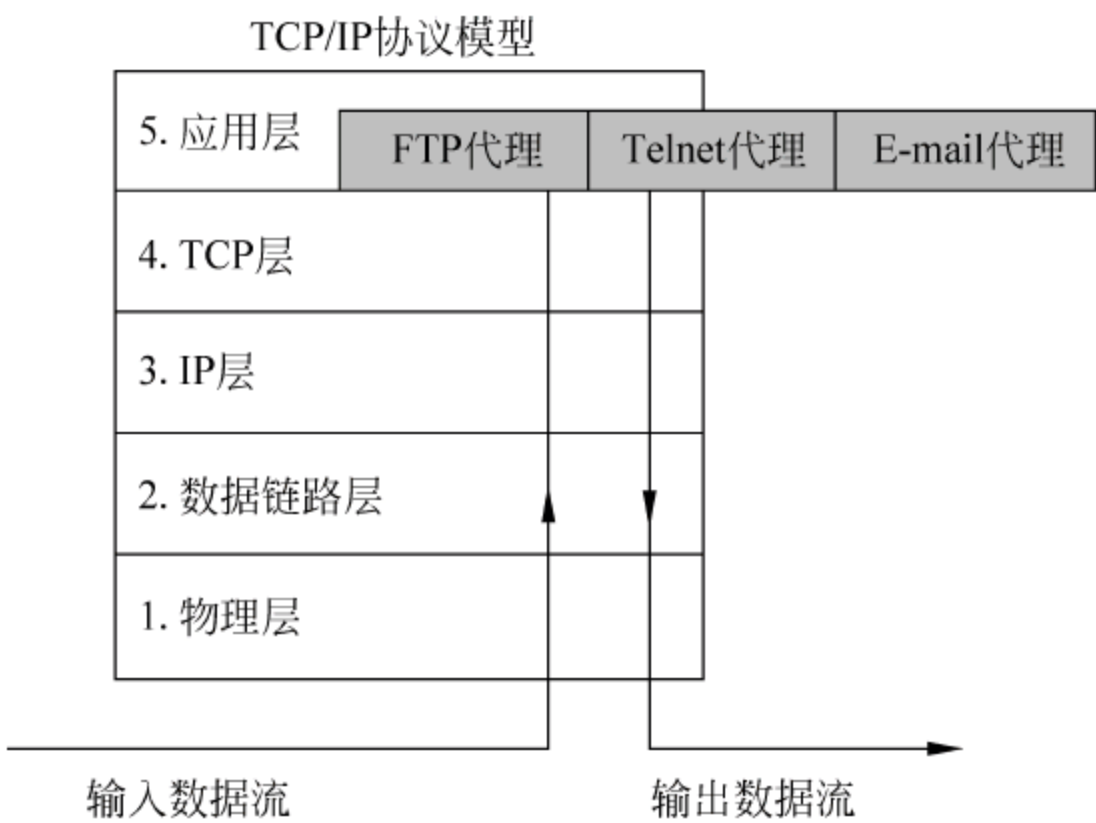 TCP/IP协议模型
5. 应用层
FTP代理
Telnet代理
E-mail代理
4. TCP层
3. IP层
2. 数据链路层
1. 物理层
输入数据流
输出数据流